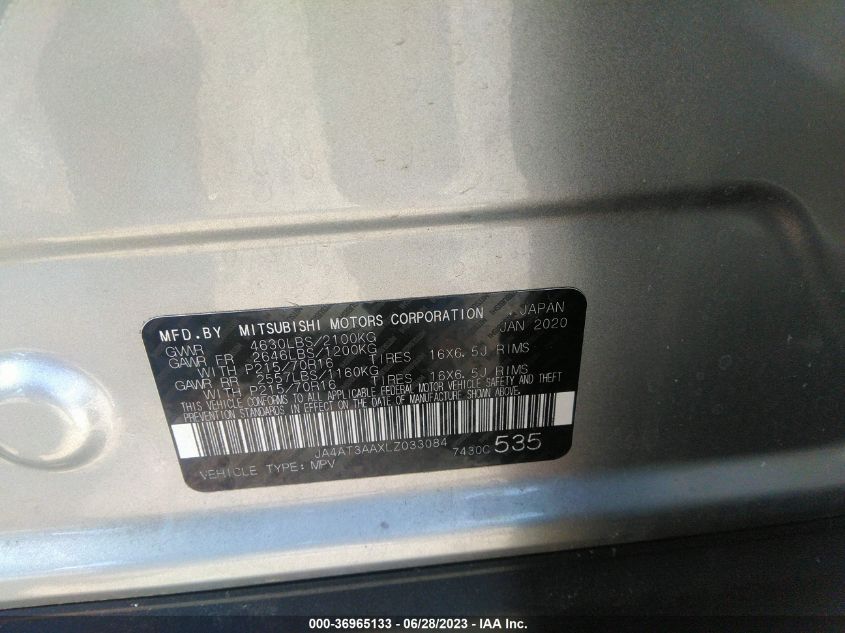 MFD. BY MITSUBISHI MOTORS CORPORATION , JAPAN
GVWR 4630LBS/2100KG JAN 2020
GAWR FR 2646LBS/1200KG
WITH P215/70R16 TIRES 16X6.5J RIMS
GAWR RR 2557LBS/1160KG
WITH P215/70R16 TIRES 16X6.5J RIMS
THIS VEHICLE CONFORMS TO ALL APPLICABLE FEDERAL MOTOR VEHICLE SAFETY AND THEFT
PREVENTION STANDARDS IN EFFECT ON THE DATE OF MANUFACTURE SHOWN ABOVE.
JA4AT3AAXLZ033084 7430C 535
VEHICLE TYPE: MPV
000-36965133 - 06/28/2023 - IAA Inc.